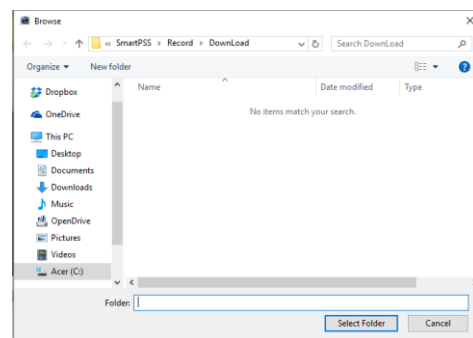 Browse
« SmartPSS > Record > DownLoad
Search DownLoad
Organize
New folder
Name
Date modified
Type
No items match your search.
Dropbox
OneDrive
This PC
Desktop
Documents
Downloads
Music
OpenDrive
Pictures
Videos
Acer (C:)
Folder:
Select Folder
Cancel